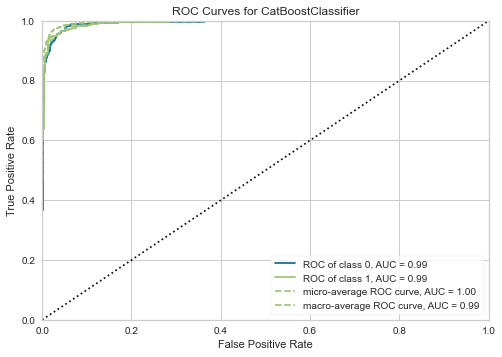 ROC Curves for CatBoostClassifier
1.0
0.8
0.6
0.4
0.2
0.0
True Positive Rate
ROC of class 0, AUC = 0.99
ROC of class 1, AUC = 0.99
micro-average ROC curve, AUC = 1.00
macro-average ROC curve, AUC = 0.99
0.0 0.2 0.4 0.6 0.8 1.0
False Positive Rate